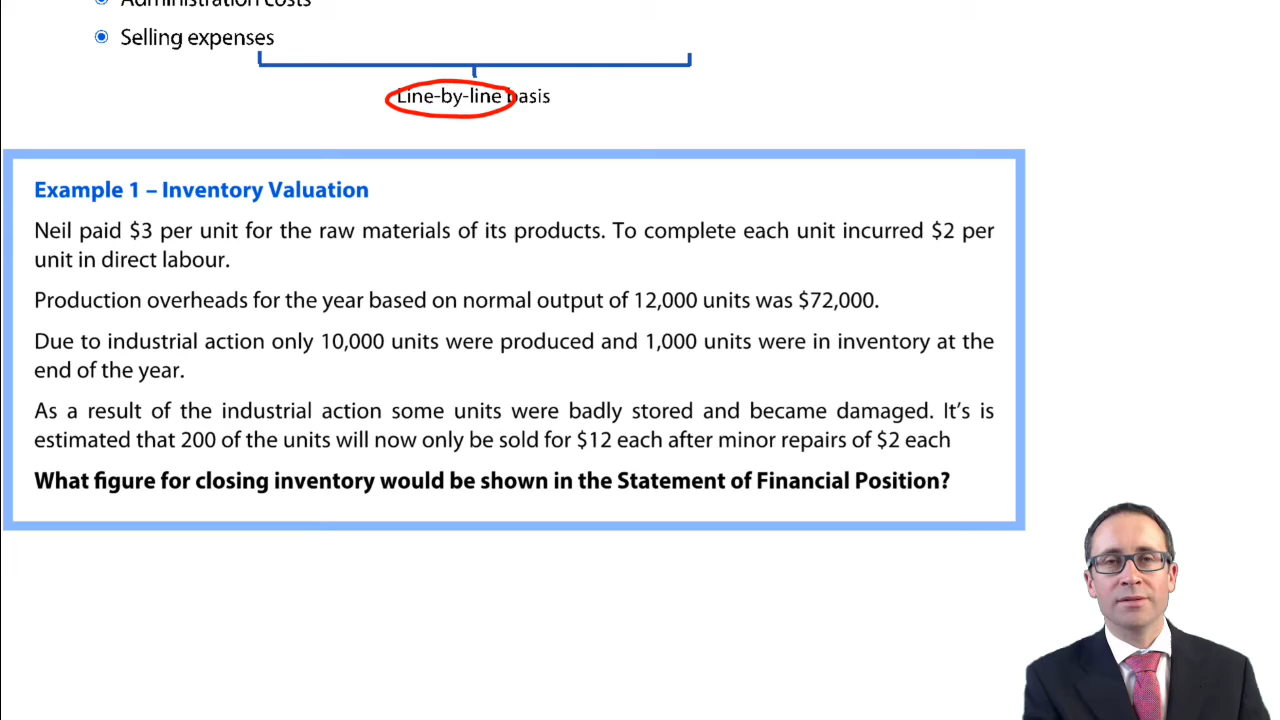 Administration costs
Selling expenses
Line-by-line basis
Example 1 – Inventory Valuation
Neil paid $3 per unit for the raw materials of its products. To complete each unit incurred $2 per
unit in direct labour.
Production overheads for the year based on normal output of 12,000 units was $72,000.
Due to industrial action only 10,000 units were produced and 1,000 units were in inventory at the
end of the year.
As a result of the industrial action some units were badly stored and became damaged. It's is
estimated that 200 of the units will now only be sold for $12 each after minor repairs of $2 each
What figure for closing inventory would be shown in the Statement of Financial Position?